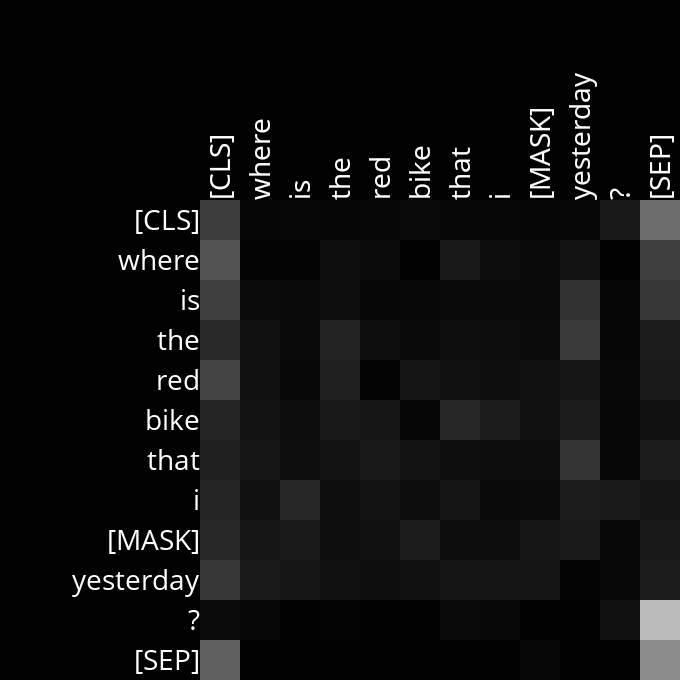 [CLS] where is the red bike that i [MASK] yesterday ? [SEP]
[CLS]
where
is
the
red
bike
that
i
[MASK]
yesterday
?
[SEP]